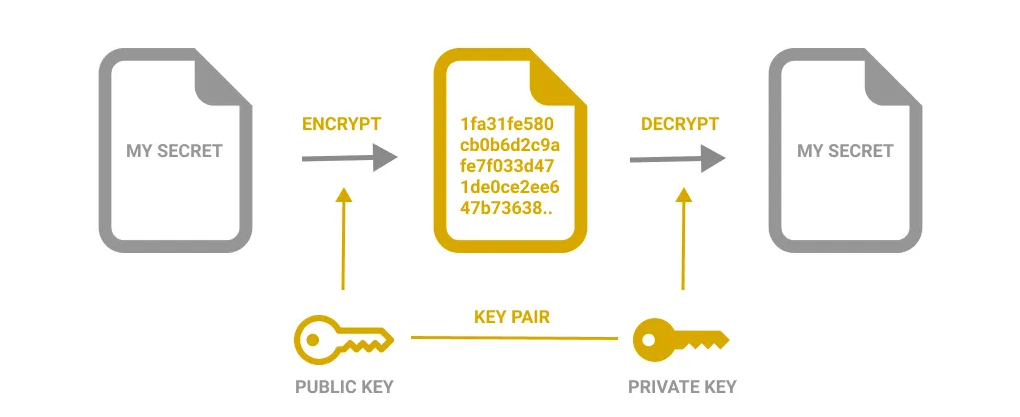 MY SECRET
ENCRYPT
1fa31fe580
cb0b6d2c9a
fe7f033d47
1de0ce2ee6
47b73638..
DECRYPT
MY SECRET
KEY PAIR
PUBLIC KEY
PRIVATE KEY